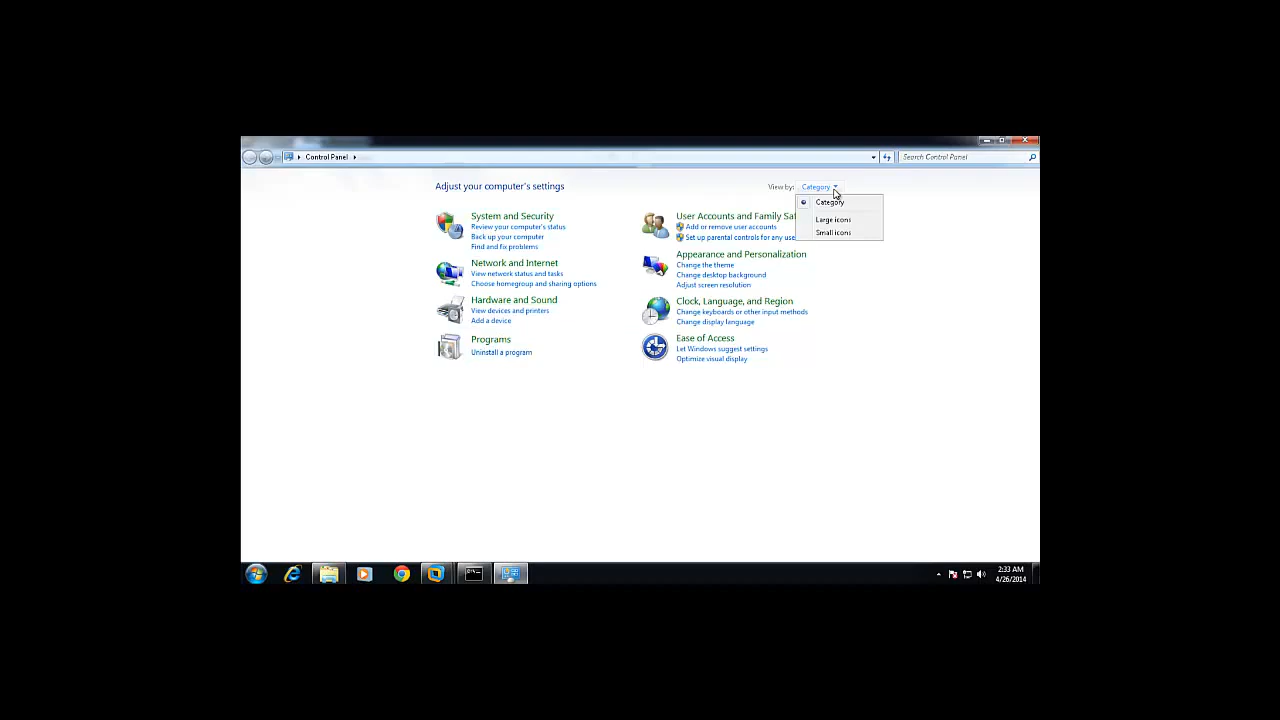 Control Panel
Search Control Panel
Adjust your computer's settings
View by: Category
Category
Large icons
Small icons
System and Security
Review your computer's status
Back up your computer
Find and fix problems
Network and Internet
View network status and tasks
Choose homegroup and sharing options
Hardware and Sound
View devices and printers
Add a device
Programs
Uninstall a program
User Accounts and Family Saf
Add or remove user accounts
Set up parental controls for any use
Appearance and Personalization
Change the theme
Change desktop background
Adjust screen resolution
Clock, Language, and Region
Change keyboards or other input methods
Change display language
Ease of Access
Let Windows suggest settings
Optimize visual display
2:33 AM
4/26/2014